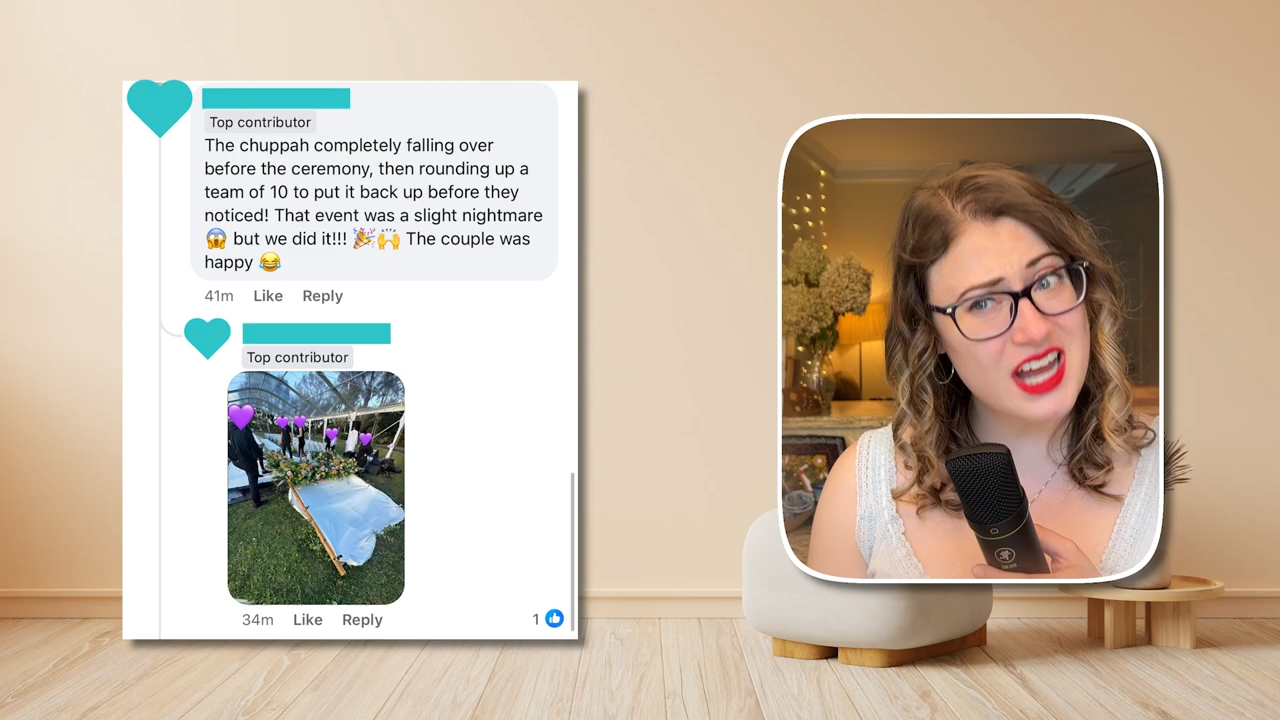 Top contributor
The chuppah completely falling over
before the ceremony, then rounding up a
team of 10 to put it back up before they
noticed! That event was a slight nightmare
😱 but we did it!!! 🎉🙌 The couple was
happy 😂
41m Like Reply
Top contributor
34m Like Reply 1